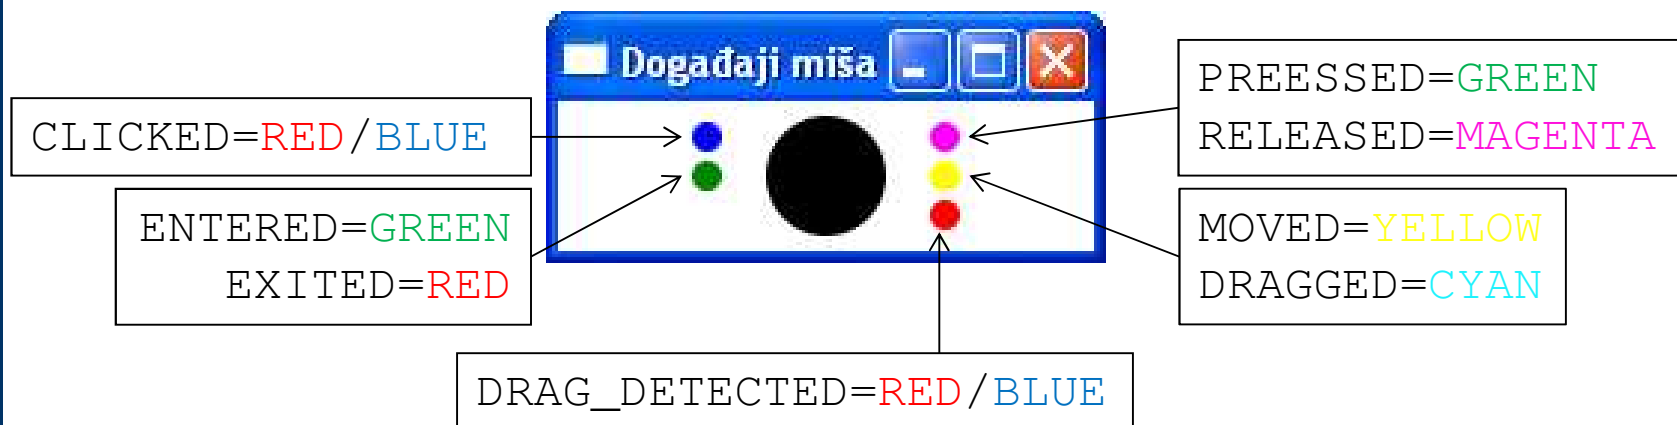 Događaji miša
PREESSED=GREEN
RELEASED=MAGENTA
CLICKED=RED/BLUE
ENTERED=GREEN
EXITED=RED
MOVED=YELLOW
DRAGGED=CYAN
DRAG_DETECTED=RED/BLUE